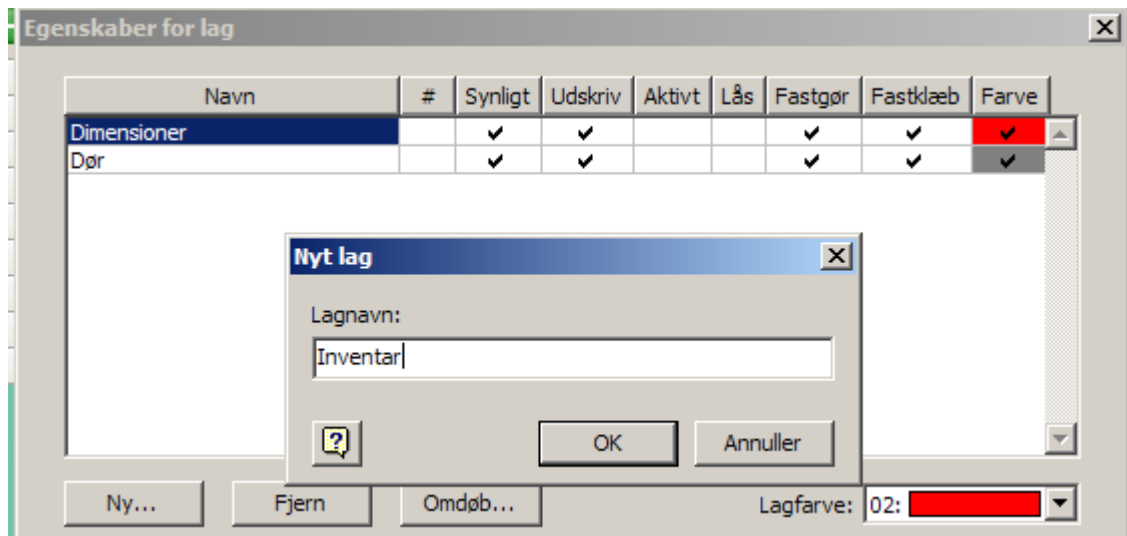 Egenskaber for lag
Navn # Synligt Udskriv Aktivt Lås Fastgør Fastklæb Farve
Dimensioner
Dør
Nyt lag
Lagnavn:
Inventar
OK Annuller
Ny... Fjern Omdøb... Lagfarve: 02: